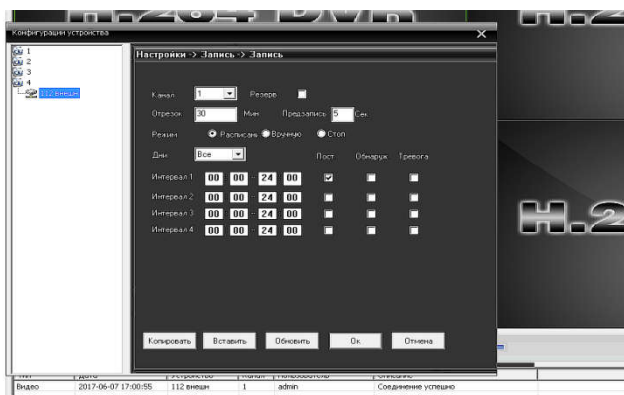 H.264 DVR
Конфигурации устройства
1
2
3
4
112 внешн
Настройки -> Запись -> Запись
Канал 1 Резерв
Отрезок 30 Мин Предзапись 5 Сек
Режим Расписань Вручную Стоп
Дни Все Пост Обнаруж Тревога
Интервал 1 00 : 00 - 24 : 00
Интервал 2 00 : 00 - 24 : 00
Интервал 3 00 : 00 - 24 : 00
Интервал 4 00 : 00 - 24 : 00
H.2
Копировать Вставить Обновить Ок Отмена
Видео 2017-06-07 17:00:55 112 внешн 1 admin Соединение успешно